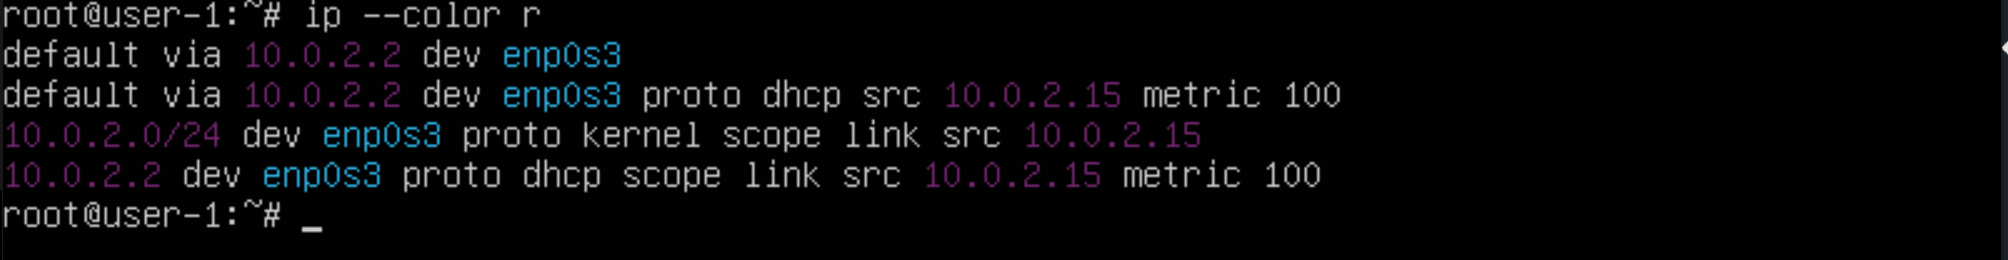 root@user-1:~# ip --color r
default via 10.0.2.2 dev enp0s3
default via 10.0.2.2 dev enp0s3 proto dhcp src 10.0.2.15 metric 100
10.0.2.0/24 dev enp0s3 proto kernel scope link src 10.0.2.15
10.0.2.2 dev enp0s3 proto dhcp scope link src 10.0.2.15 metric 100
root@user-1:~# _